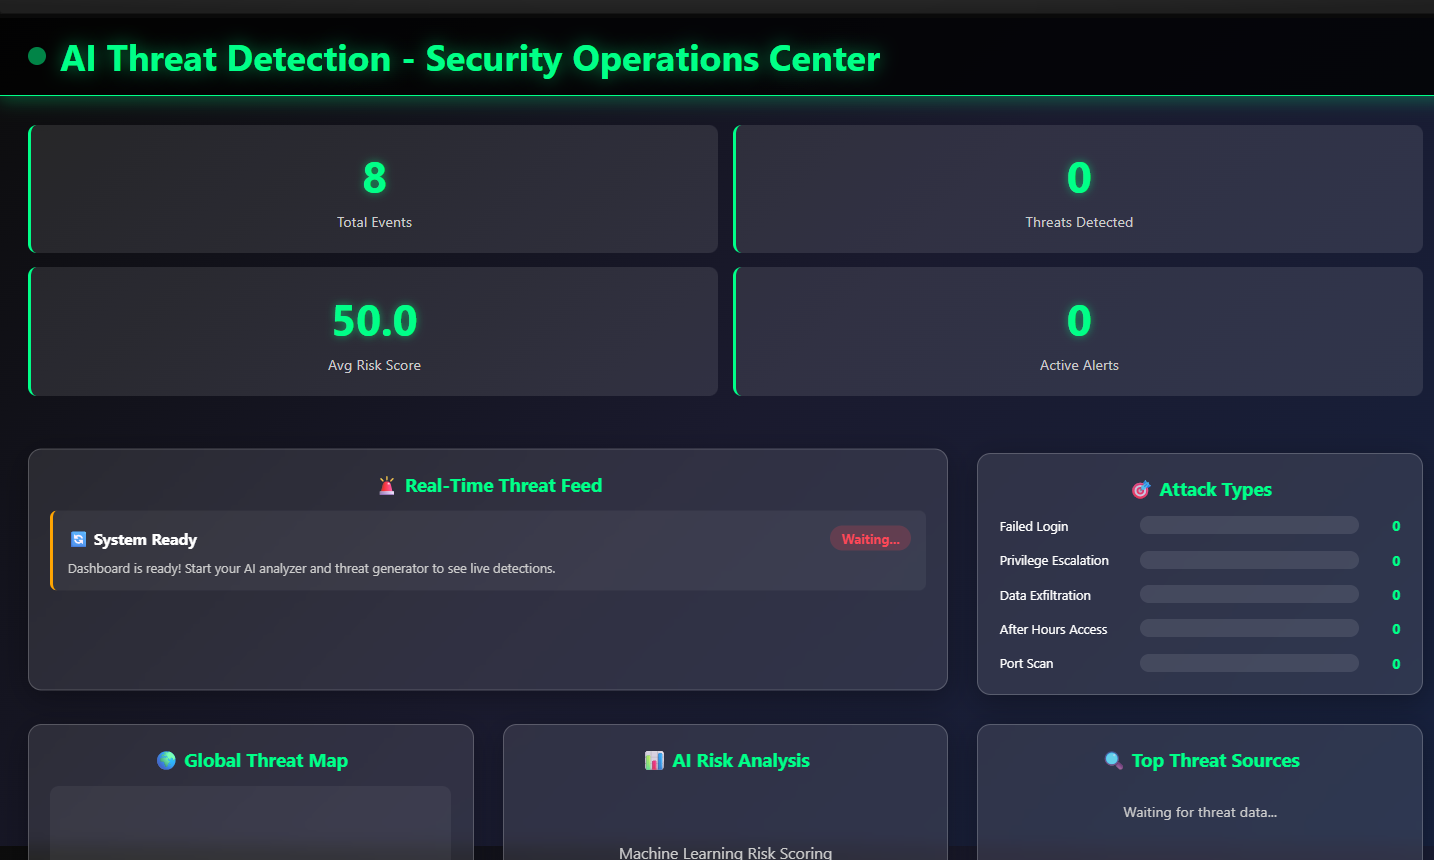 AI Threat Detection - Security Operations Center
8
Total Events
0
Threats Detected
50.0
Avg Risk Score
0
Active Alerts
Real-Time Threat Feed
System Ready
Waiting...
Dashboard is ready! Start your AI analyzer and threat generator to see live detections.
Attack Types
Failed Login 0
Privilege Escalation 0
Data Exfiltration 0
After Hours Access 0
Port Scan 0
Global Threat Map
AI Risk Analysis
Machine Learning Risk Scoring
Top Threat Sources
Waiting for threat data...